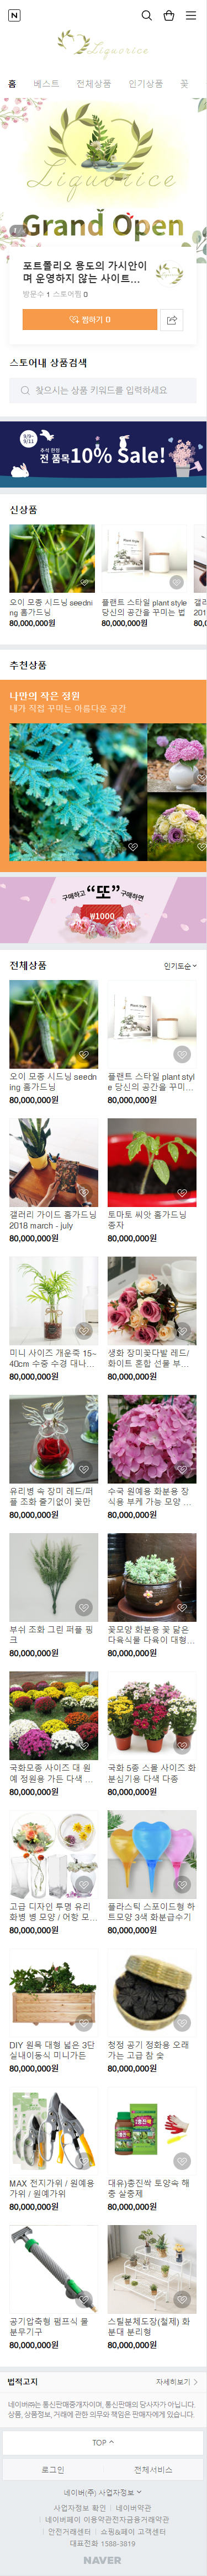 N
Liquorice
홈 베스트 전체상품 인기상품 꽃
Liquorice
Grand Open
포트폴리오 용도의 가시안이
며 운영하지 않는 사이트...
방문수 1 스토어찜 0
찜하기 0
스토어내 상품검색
찾으시는 상품 키워드를 입력하세요
9/9~
9/11
추석 한정
전 품목 10% Sale!
신상품
오이 모종 시드닝 seedni
ng 홈가드닝
80,000,000원
플랜트 스타일 plant style
당신의 공간을 꾸미는 법
80,000,000원
추천상품
나만의 작은 정원
내가 직접 꾸미는 아름다운 공간
구매하고 “또” 구매하면
₩1000
전체상품
인기도순
오이 모종 시드닝 seedn
ing 홈가드닝
80,000,000원
플랜트 스타일 plant styl
e 당신의 공간을 꾸미...
80,000,000원
갤러리 가이드 홈가드닝
2018 march - july
80,000,000원
토마토 씨앗 홈가드닝
종자
80,000,000원
미니 사이즈 개운죽 15~
40cm 수중 수경 대나...
80,000,000원
생화 장미꽃다발 레드/
화이트 혼합 선물 부...
80,000,000원
유리병 속 장미 레드/퍼
플 조화 줄기없이 꽃만
80,000,000원
수국 원예용 화분용 장
식용 부케 가능 모양 ...
80,000,000원
부쉬 조화 그린 퍼플 핑
크
80,000,000원
꽃모양 화분용 꽃 닮은
다육식물 다육이 대형...
80,000,000원
국화모종 사이즈 대 원
예 정원용 가든 다색 ...
80,000,000원
국화 5종 스몰 사이즈 화
분심기용 다색 다종
80,000,000원
고급 디자인 투명 유리
화병 병 모양 / 어항 모...
80,000,000원
플라스틱 스포이드형 하
트모양 3색 화분급수기
80,000,000원
DIY 원목 대형 넓은 3단
실내이동식 미니가든
80,000,000원
청정 공기 정화용 오래
가는 고급 참 숯
80,000,000원
MAX 전지가위 / 원예용
가위 / 원예가위
80,000,000원
대유)충진싹 토양속 해
충 살충제
80,000,000원
공기압축형 펌프식 물
분무기구
80,000,000원
스틸분체도장(철제) 화
분대 분리형
80,000,000원
법적고지
자세히보기
네이버㈜는 통신판매중개자이며, 통신판매의 당사자가 아닙니다.
상품, 상품정보, 거래에 관한 의무와 책임은 판매자에게 있습니다.
TOP
로그인 전체서비스
네이버(주) 사업자정보
사업자정보 확인 | 네이버약관
| 네이버페이 이용약관전자금융거래약관
| 안전거래센터 | 쇼핑&페이 고객센터
대표전화 1588-3819
NAVER